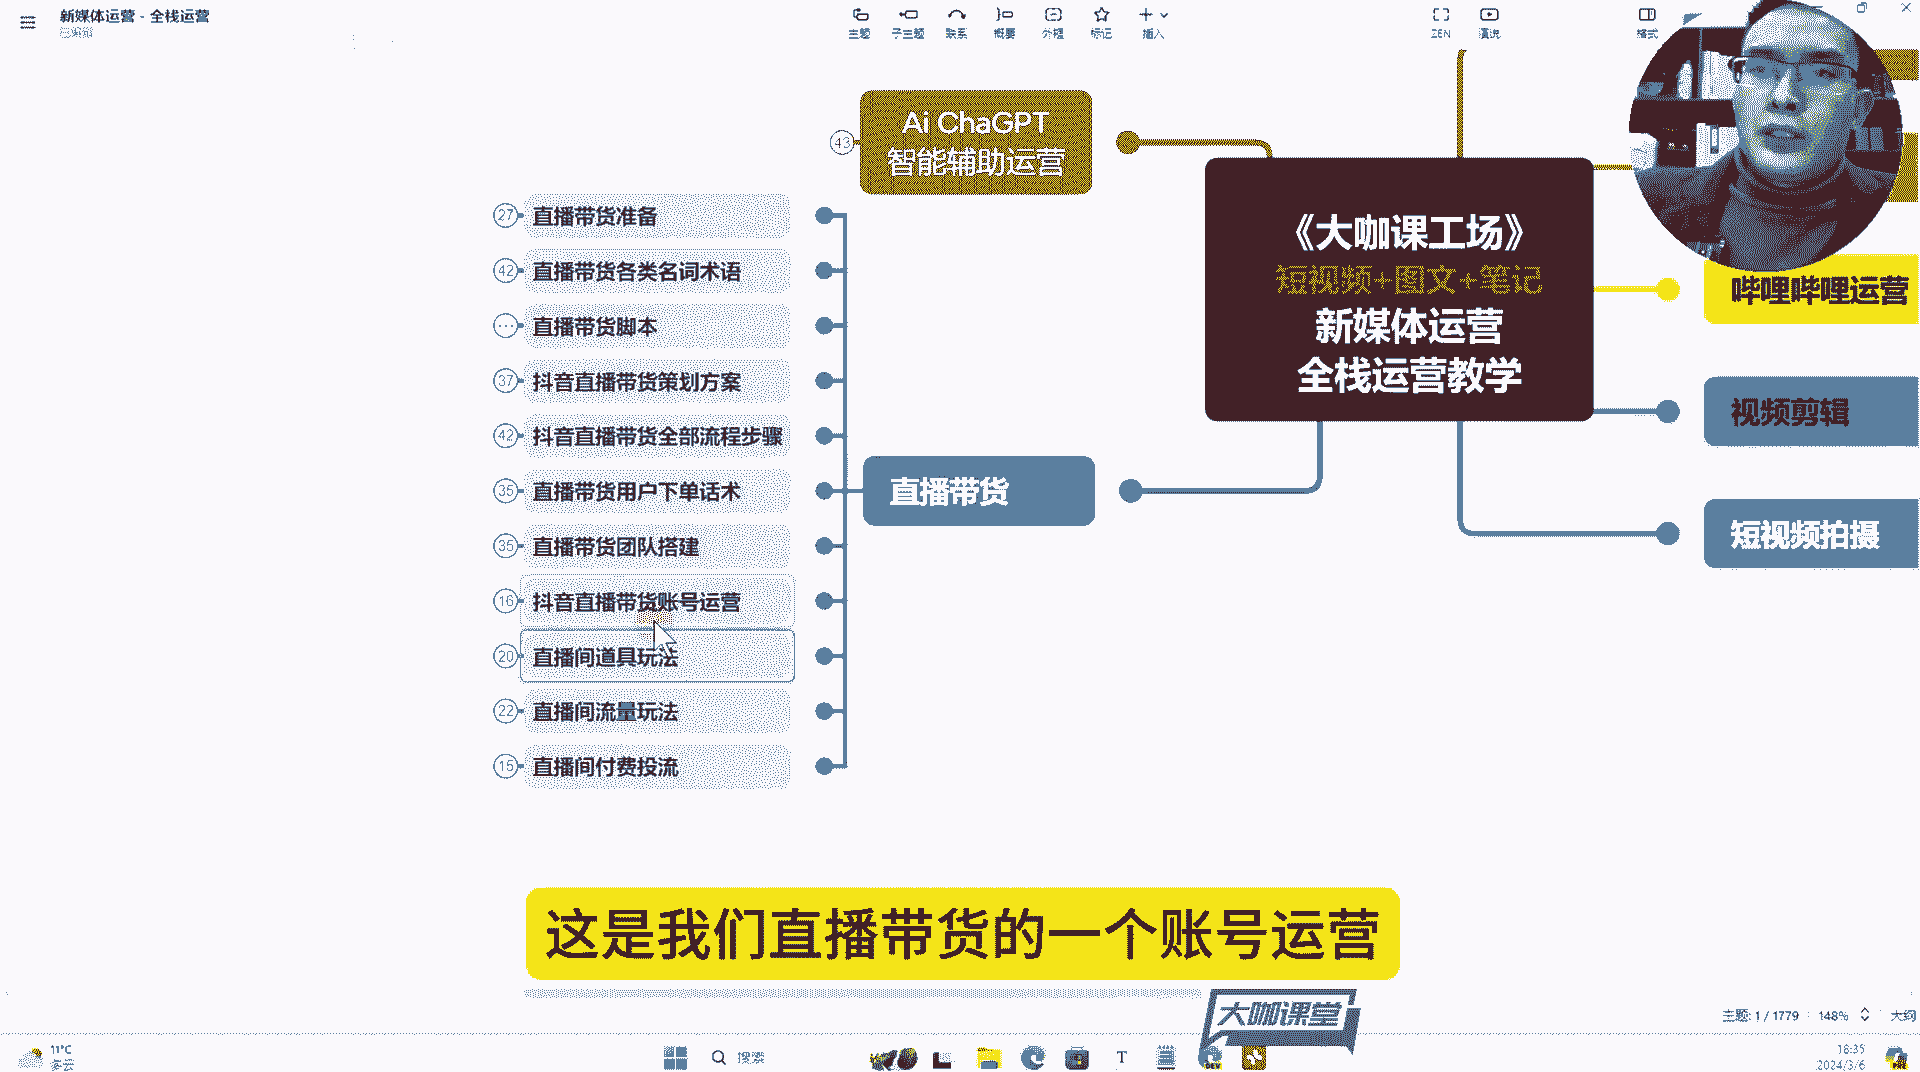 新媒体运营 - 全栈运营
已编辑
主题
子主题
联系
概要
外框
标记
插入
ZEN
演说
格式
43
Ai ChaGPT
智能辅助运营
《大咖课工场》
短视频+图文+笔记
新媒体运营
全栈运营教学
27
直播带货准备
42
直播带货各类名词术语
直播带货脚本
37
抖音直播带货策划方案
42
抖音直播带货全部流程步骤
35
直播带货用户下单话术
35
直播带货团队搭建
16
抖音直播带货账号运营
20
直播间道具玩法
22
直播间流量玩法
15
直播间付费投流
直播带货
哔哩哔哩运营
视频剪辑
短视频拍摄
这是我们直播带货的一个账号运营
大咖课堂
主题: 1 / 1779
148%
大纲
11°C
多云
搜索
T
DEV
PRE
16:35
2024/3/6